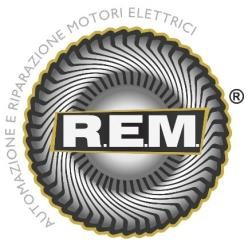 AUTOMAZIONE E RIPARAZIONE MOTORI ELETTRICI
R.E.M.
®